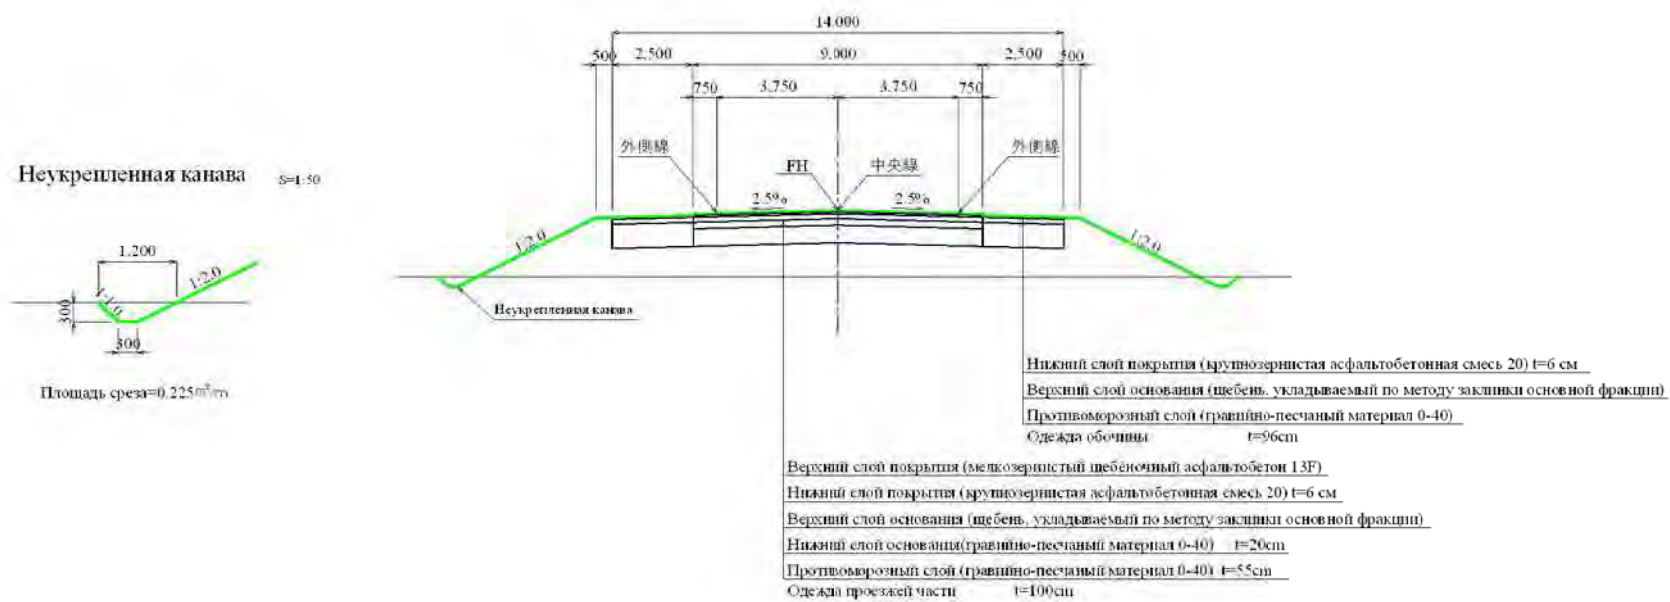 14.000
500 2.500 9.000 2.500 500
750 3.750 3.750 750
外側線 外側線
FH 中央線
2.5% 2.5%
1:2.0 1:2.0
Неукрепленная канава
Неукрепленная канава S=1:50
1.200
1:2.0
1:1.0
300
300
Площадь среза=0.225m²/m
Нижний слой покрытия (крупнозернистая асфальтобетонная смесь 20) t=6 см
Верхний слой основания (щебень, укладываемый по методу заклинки основной фракции)
Противоморозный слой (гравийно-песчаный материал 0-40)
Одежда обочины t=96cm
Верхний слой покрытия (мелкозернистый щебёночный асфальтобетон 13F)
Нижний слой покрытия (крупнозернистая асфальтобетонная смесь 20) t=6 см
Верхний слой основания (щебень, укладываемый по методу заклинки основной фракции)
Нижний слой основания(гравийно-песчаный материал 0-40) t=20cm
Противоморозный слой (гравийно-песчаный материал 0-40) t=55cm
Одежда проезжей части t=100cm